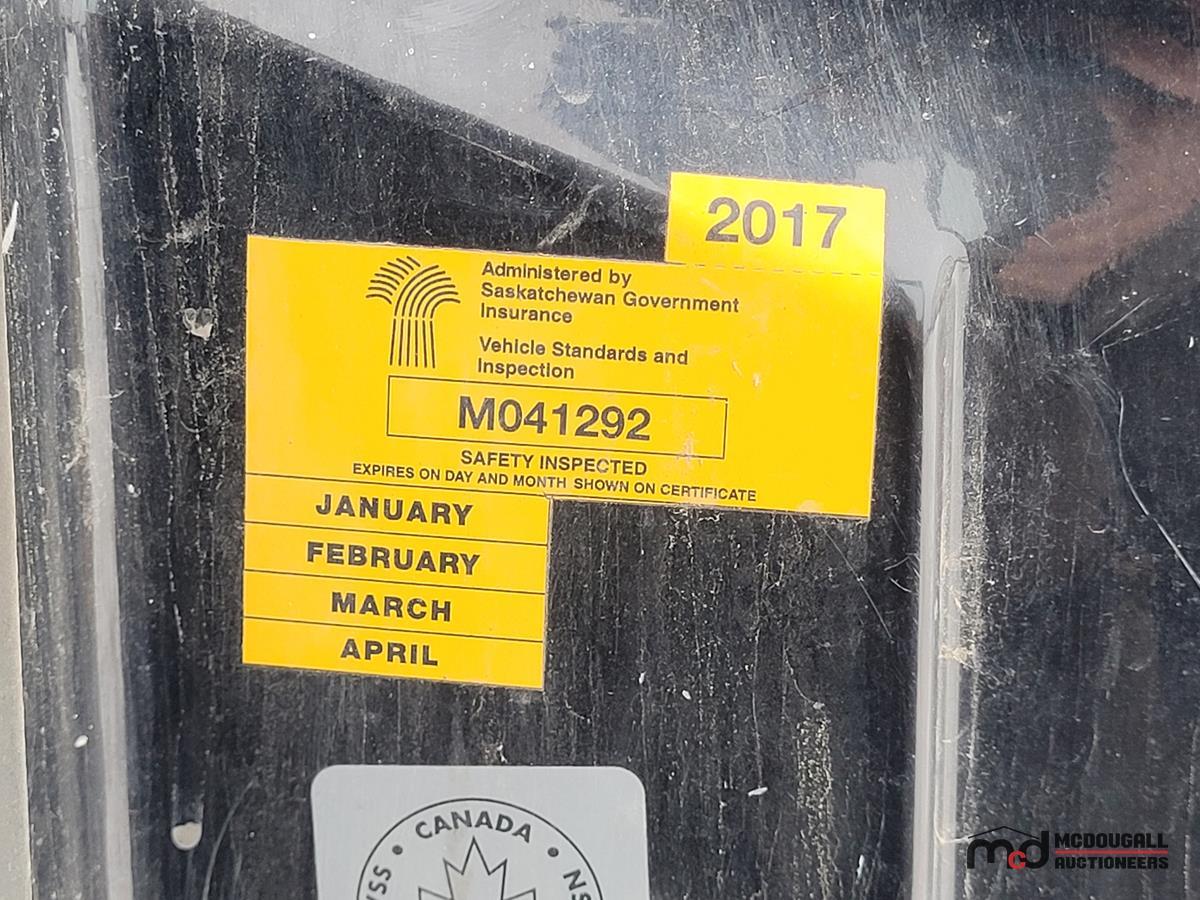 2017
Administered by
Saskatchewan Government
Insurance
Vehicle Standards and
Inspection
M041292
SAFETY INSPECTED
EXPIRES ON DAY AND MONTH SHOWN ON CERTIFICATE
JANUARY
FEBRUARY
MARCH
APRIL
• CANADA •
mcd MCDOUGALL
AUCTIONEERS